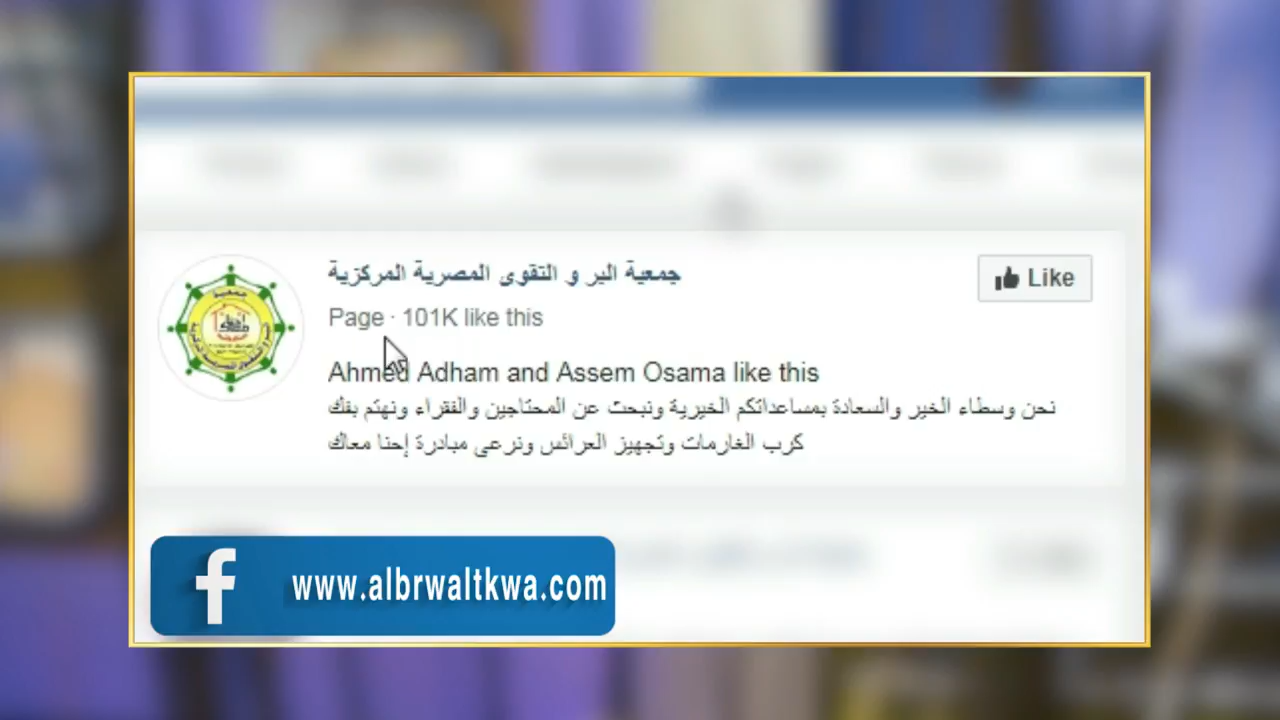 جمعية البر و التقوى المصرية المركزية
Like
Page · 101K like this
Ahmed Adham and Assem Osama like this
نحن وسطاء الخير والسعادة بمساعداتكم الخيرية ونبحث عن المحتاجين والفقراء ونهتم بفك
كرب الغارمات وتجهيز العرائس ونرعى مبادرة إحنا معاك
www.albrwaltkwa.com